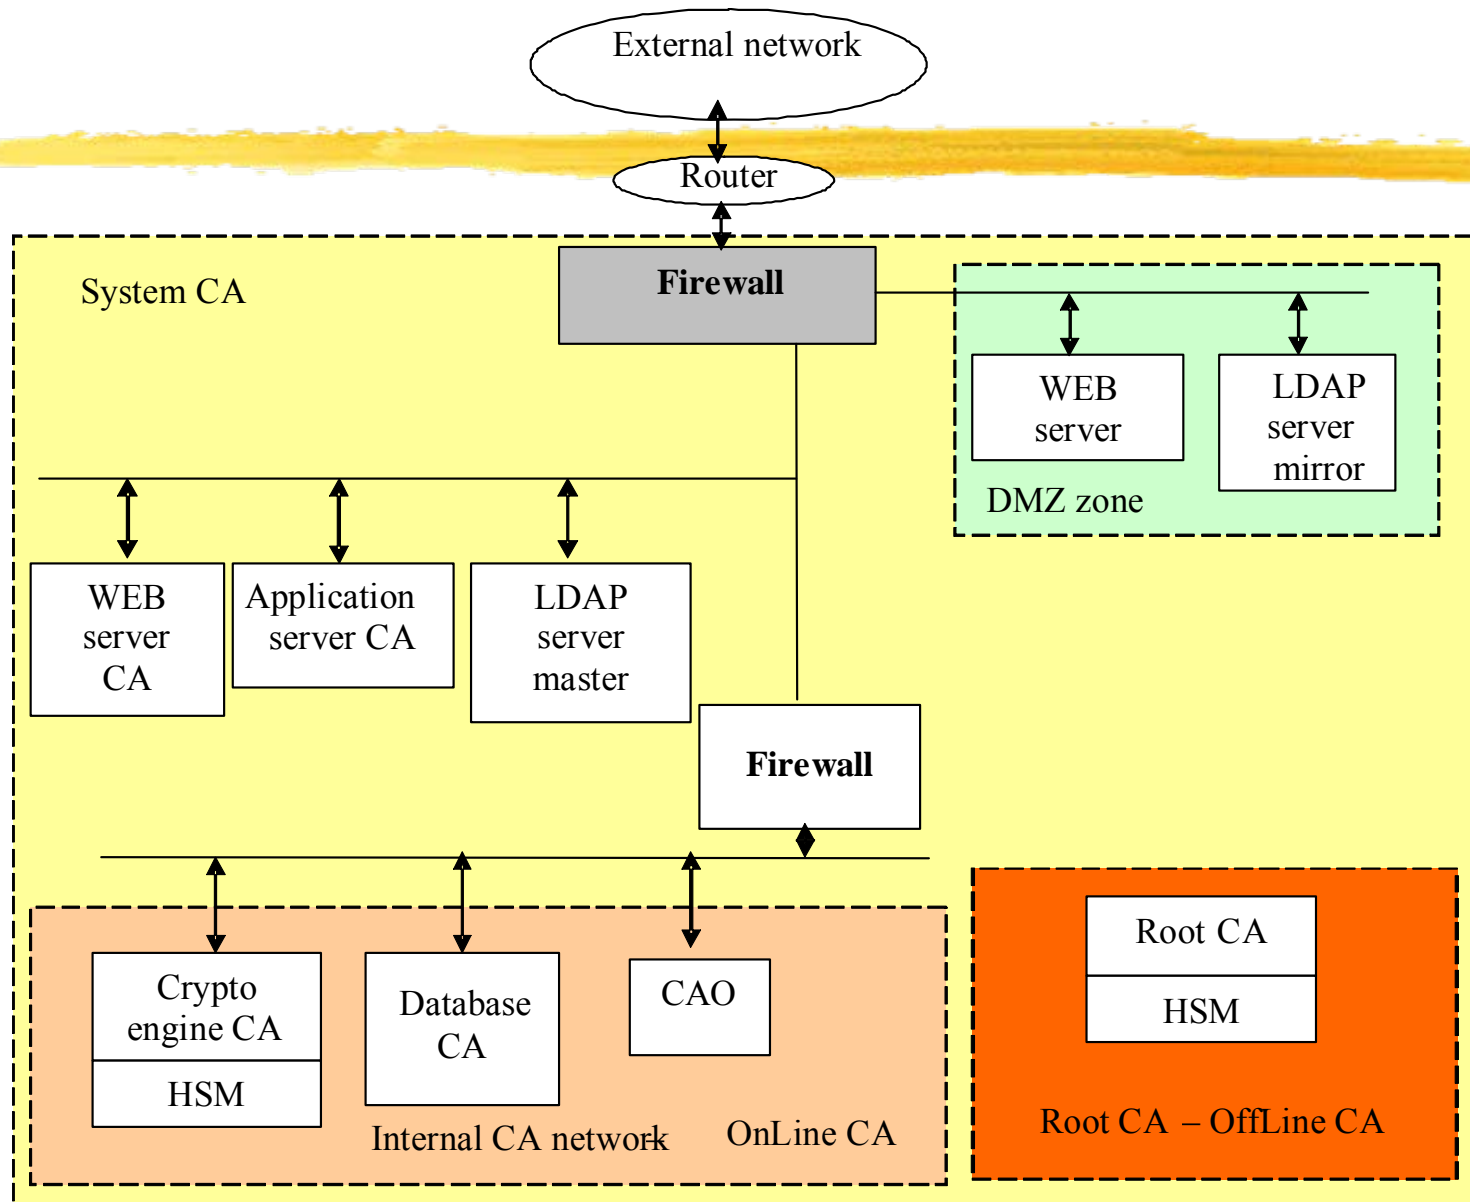 External network
Router
System CA
Firewall
WEB
server
LDAP
server
mirror
DMZ zone
WEB
server
CA
Application
server CA
LDAP
server
master
Firewall
Crypto
engine CA
HSM
Database
CA
CAO
Internal CA network
OnLine CA
Root CA
HSM
Root CA – OffLine CA